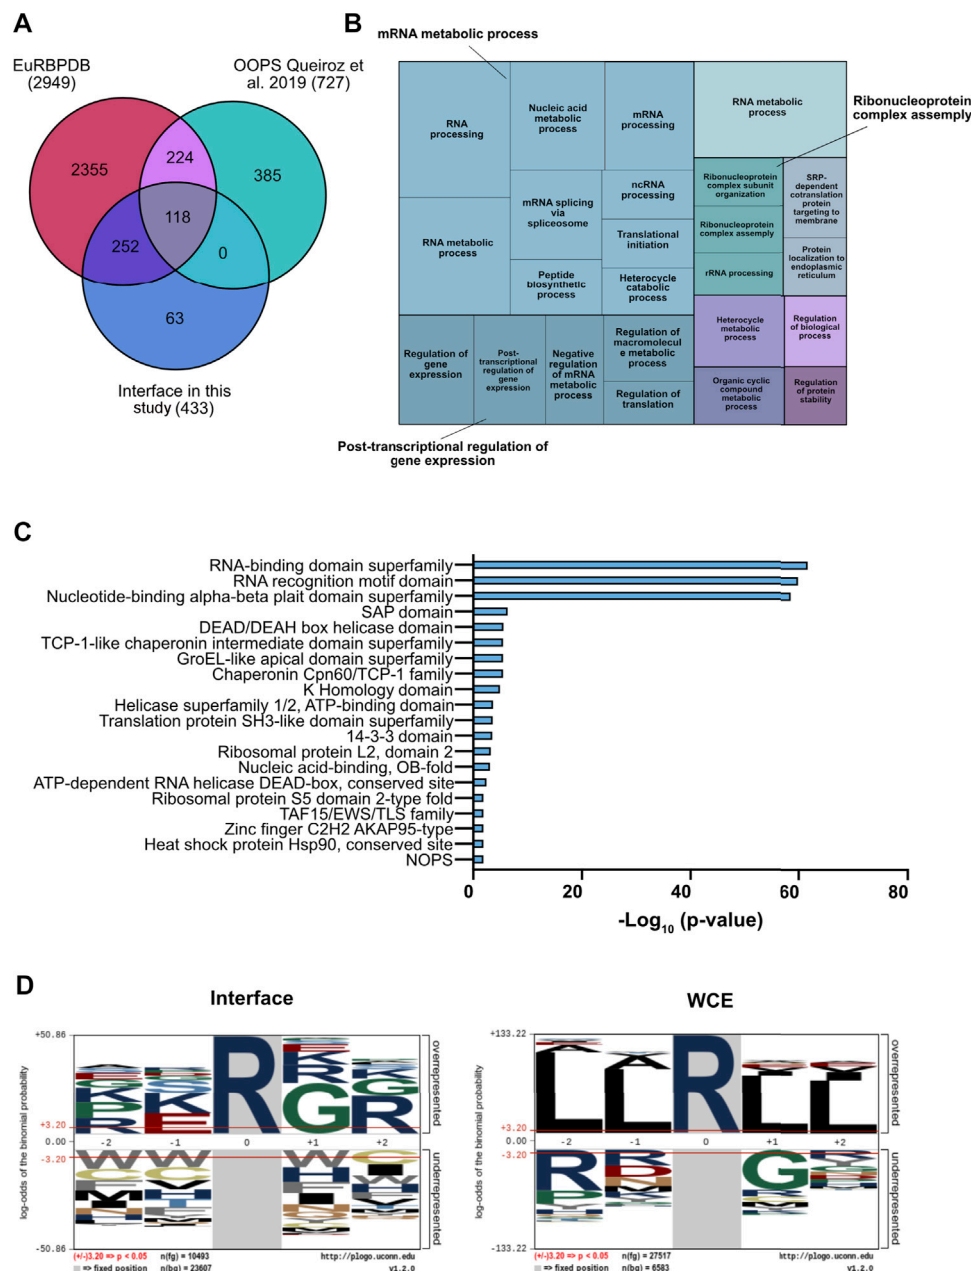 A
EuRBPDB
(2949)
OOPS Queiroz et
al. 2019 (727)
2355
224
385
118
252
0
63
Interface in this
study (433)
B
mRNA metabolic process
RNA
processing
Nucleic acid
metabolic
process
mRNA
processing
RNA metabolic
process
Ribonucleoprotein
complex assemply
RNA metabolic
process
mRNA splicing
via
spliceosome
ncRNA
processing
Translational
initiation
Peptide
biosynthetic
process
Heterocycle
catabolic
process
Ribonucleoprotein
complex subunit
organization
Ribonucleoprotein
complex assemply
rRNA processing
SRP-
dependent
cotranslation
protein
targeting to
membrane
Protein
localization to
endoplasmic
reticulum
Regulation of
gene
expression
Post-
transcriptional
regulation of
gene
expression
Negative
regulation
of mRNA
metabolic
process
Regulation of
macromolecul
e metabolic
process
Regulation of
translation
Heterocycle
metabolic
process
Regulation
of biological
process
Organic cyclic
compound
metabolic
process
Regulation
of protein
stability
Post-transcriptional regulation of
gene expression
C
RNA-binding domain superfamily
RNA recognition motif domain
Nucleotide-binding alpha-beta plait domain superfamily
SAP domain
DEAD/DEAH box helicase domain
TCP-1-like chaperonin intermediate domain superfamily
GroEL-like apical domain superfamily
Chaperonin Cpn60/TCP-1 family
K Homology domain
Helicase superfamily 1/2, ATP-binding domain
Translation protein SH3-like domain superfamily
14-3-3 domain
Ribosomal protein L2, domain 2
Nucleic acid-binding, OB-fold
ATP-dependent RNA helicase DEAD-box, conserved site
Ribosomal protein S5 domain 2-type fold
TAF15/EWS/TLS family
Zinc finger C2H2 AKAP95-type
Heat shock protein Hsp90, conserved site
NOPS
0 20 40 60 80
-Log10 (p-value)
D
Interface
+50.86
+3.20
0.00
-3.20
-50.86
log-odds of the binomial probability
-2 -1 0 +1 +2
R
overrepresented
underrepresented
(+/-)3.20 => p < 0.05
n(fg) = 10493
http://plogo.uconn.edu
=> fixed position
n(bg) = 23607
v1.2.0
WCE
+133.22
+3.20
0.00
-3.20
-133.22
log-odds of the binomial probability
-2 -1 0 +1 +2
R
overrepresented
underrepresented
(+/-)3.20 => p < 0.05
n(fg) = 27517
http://plogo.uconn.edu
=> fixed position
n(bg) = 6583
v1.2.0